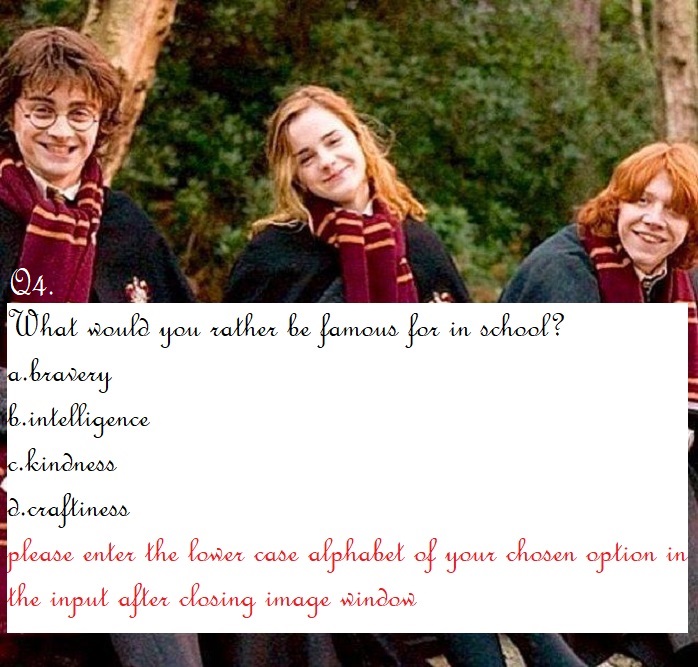 Q4.
What would you rather be famous for in school?
a.bravery
b.intelligence
c.kindness
d.craftiness
please enter the lower case alphabet of your chosen option in
the input after closing image window